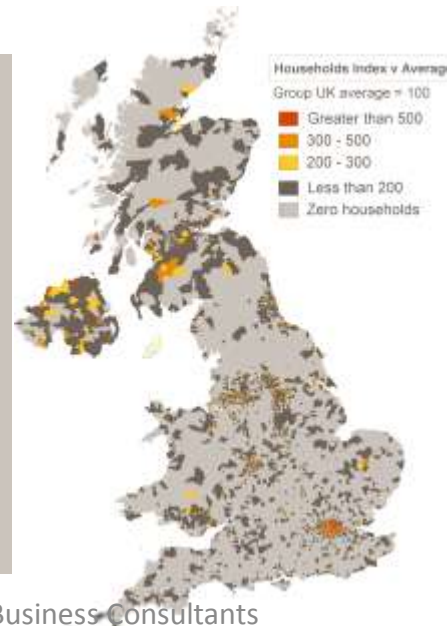 Households Index v Average
Group UK average = 100
Greater than 500
300 - 500
200 - 300
Less than 200
Zero households
Business Consultants